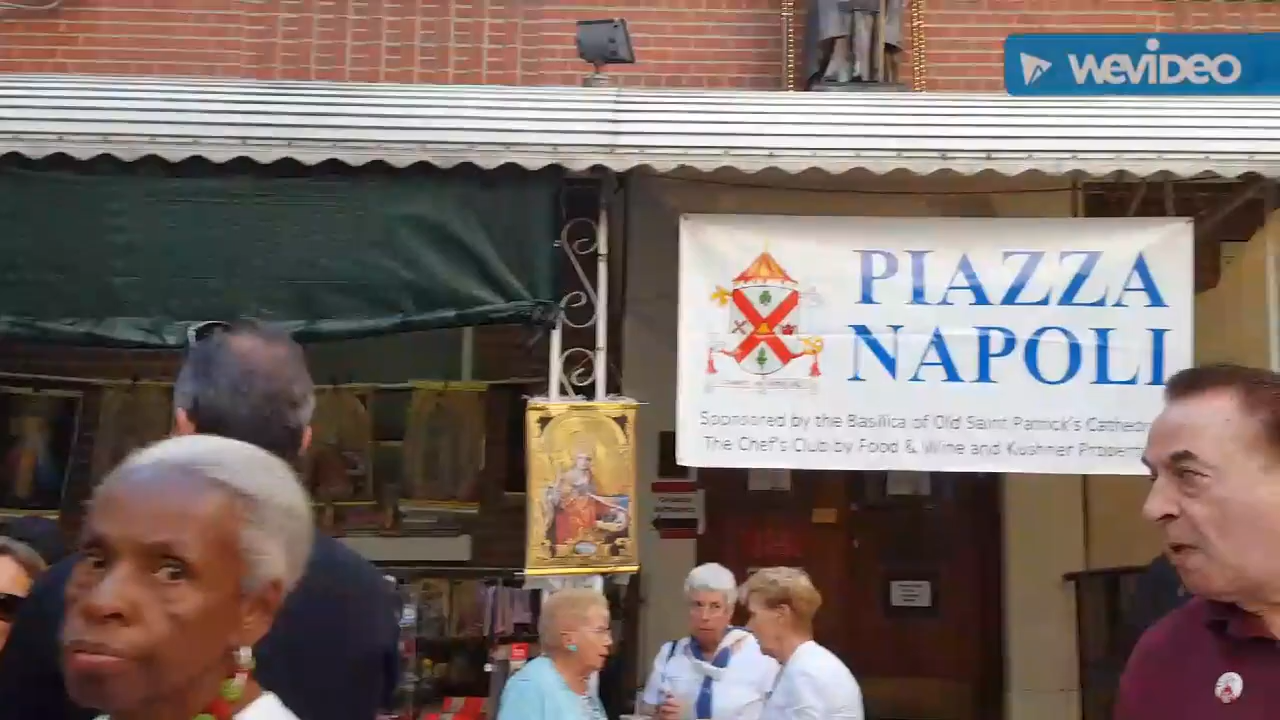 WEVIDEO
PIAZZA
NAPOLI
Sponsored by the Basilica of Old Saint Patrick's Cathedr
The Chef's Club by Food & Wine and Kushner Propert